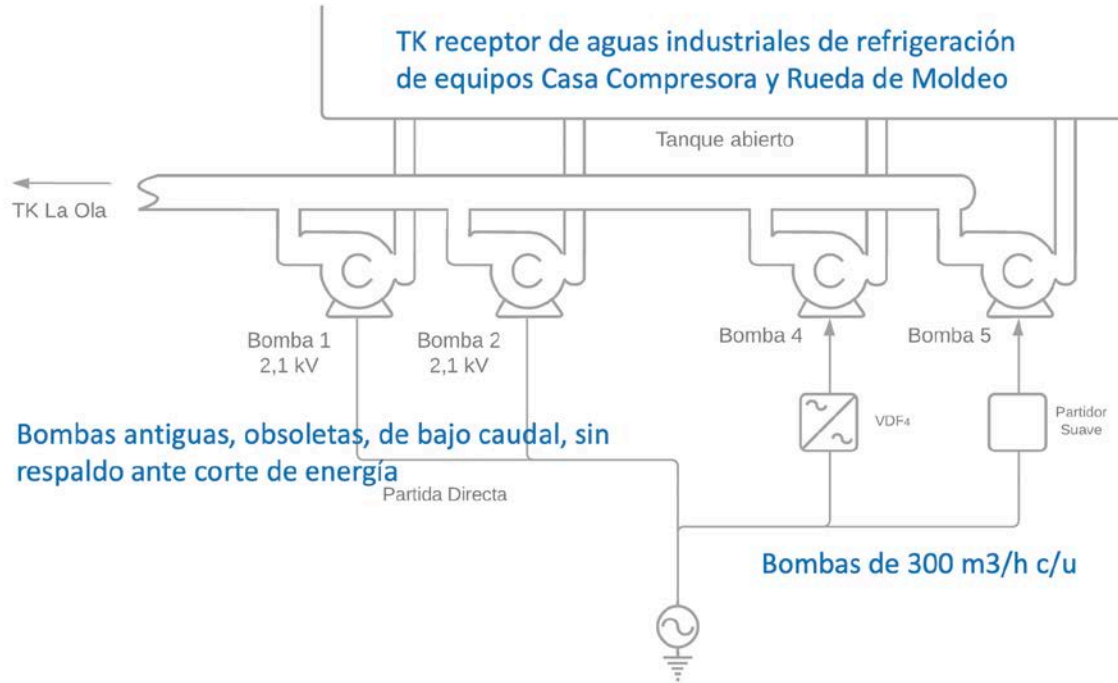 TK receptor de aguas industriales de refrigeración
de equipos Casa Compresora y Rueda de Moldeo
Tanque abierto
TK La Ola
Bomba 1
2,1 kV
Bomba 2
2,1 kV
Bomba 4
Bomba 5
VDF4
Partidor
Suave
Bombas antiguas, obsoletas, de bajo caudal, sin
respaldo ante corte de energía
Partida Directa
Bombas de 300 m3/h c/u